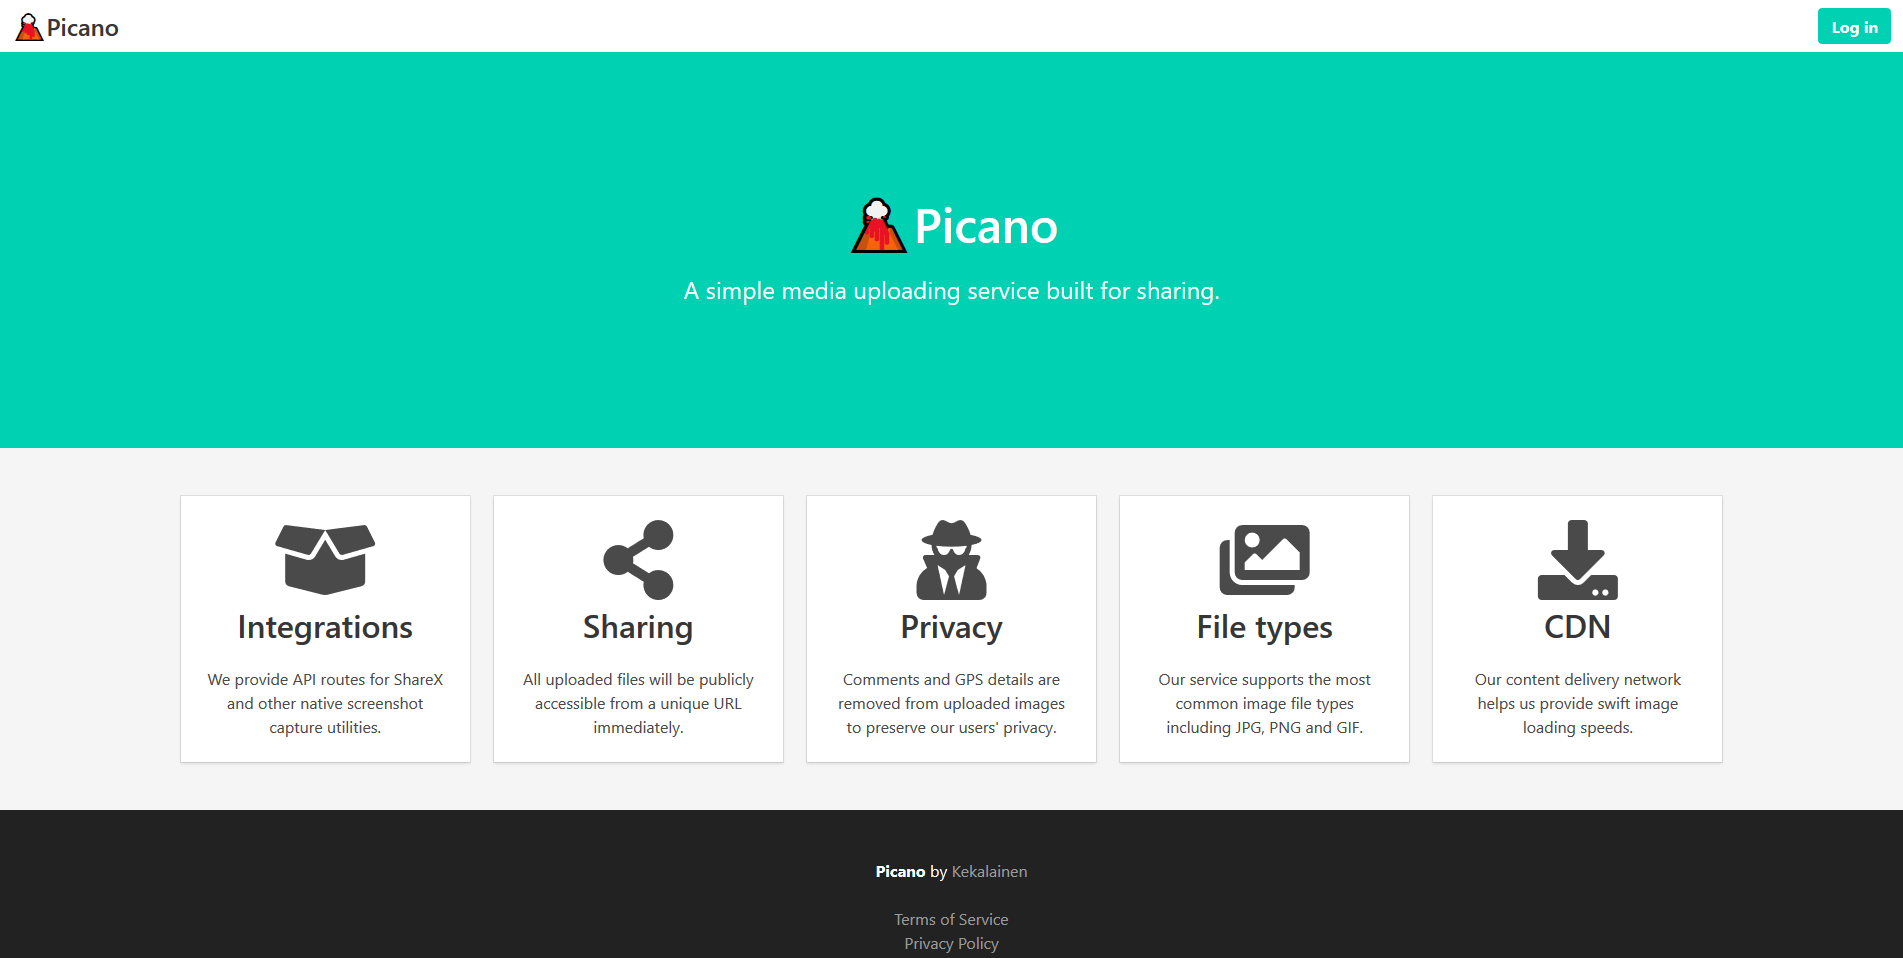 Picano
Log in
Picano
A simple media uploading service built for sharing.
Integrations
We provide API routes for ShareX
and other native screenshot
capture utilities.
Sharing
All uploaded files will be publicly
accessible from a unique URL
immediately.
Privacy
Comments and GPS details are
removed from uploaded images
to preserve our users' privacy.
File types
Our service supports the most
common image file types
including JPG, PNG and GIF.
CDN
Our content delivery network
helps us provide swift image
loading speeds.
Picano by Kekalainen
Terms of Service
Privacy Policy